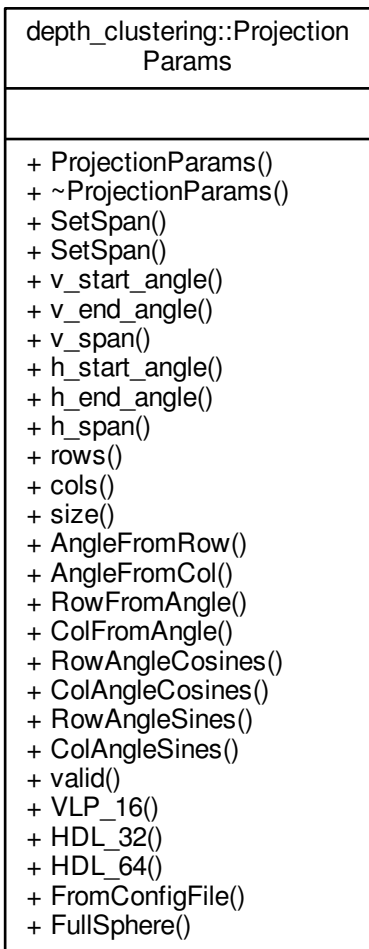 depth_clustering::Projection
Params
+ ProjectionParams()
+ ~ProjectionParams()
+ SetSpan()
+ SetSpan()
+ v_start_angle()
+ v_end_angle()
+ v_span()
+ h_start_angle()
+ h_end_angle()
+ h_span()
+ rows()
+ cols()
+ size()
+ AngleFromRow()
+ AngleFromCol()
+ RowFromAngle()
+ ColFromAngle()
+ RowAngleCosines()
+ ColAngleCosines()
+ RowAngleSines()
+ ColAngleSines()
+ valid()
+ VLP_16()
+ HDL_32()
+ HDL_64()
+ FromConfigFile()
+ FullSphere()